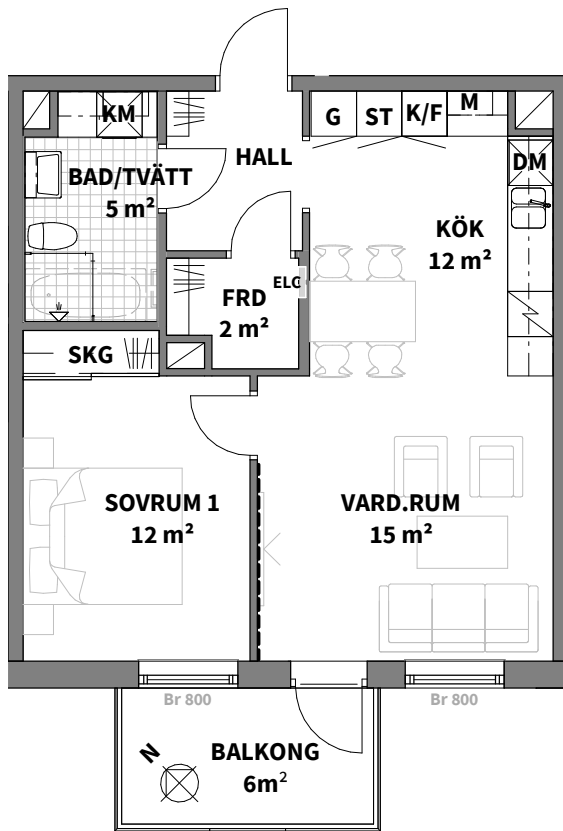 KM
G
ST
K/F
M
HALL
DM
BAD/TVÄTT
5 m²
KÖK
12 m²
ELC
FRD
2 m²
SKG
SOVRUM 1
12 m²
VARD.RUM
15 m²
Br 800
Br 800
N
BALKONG
6m²